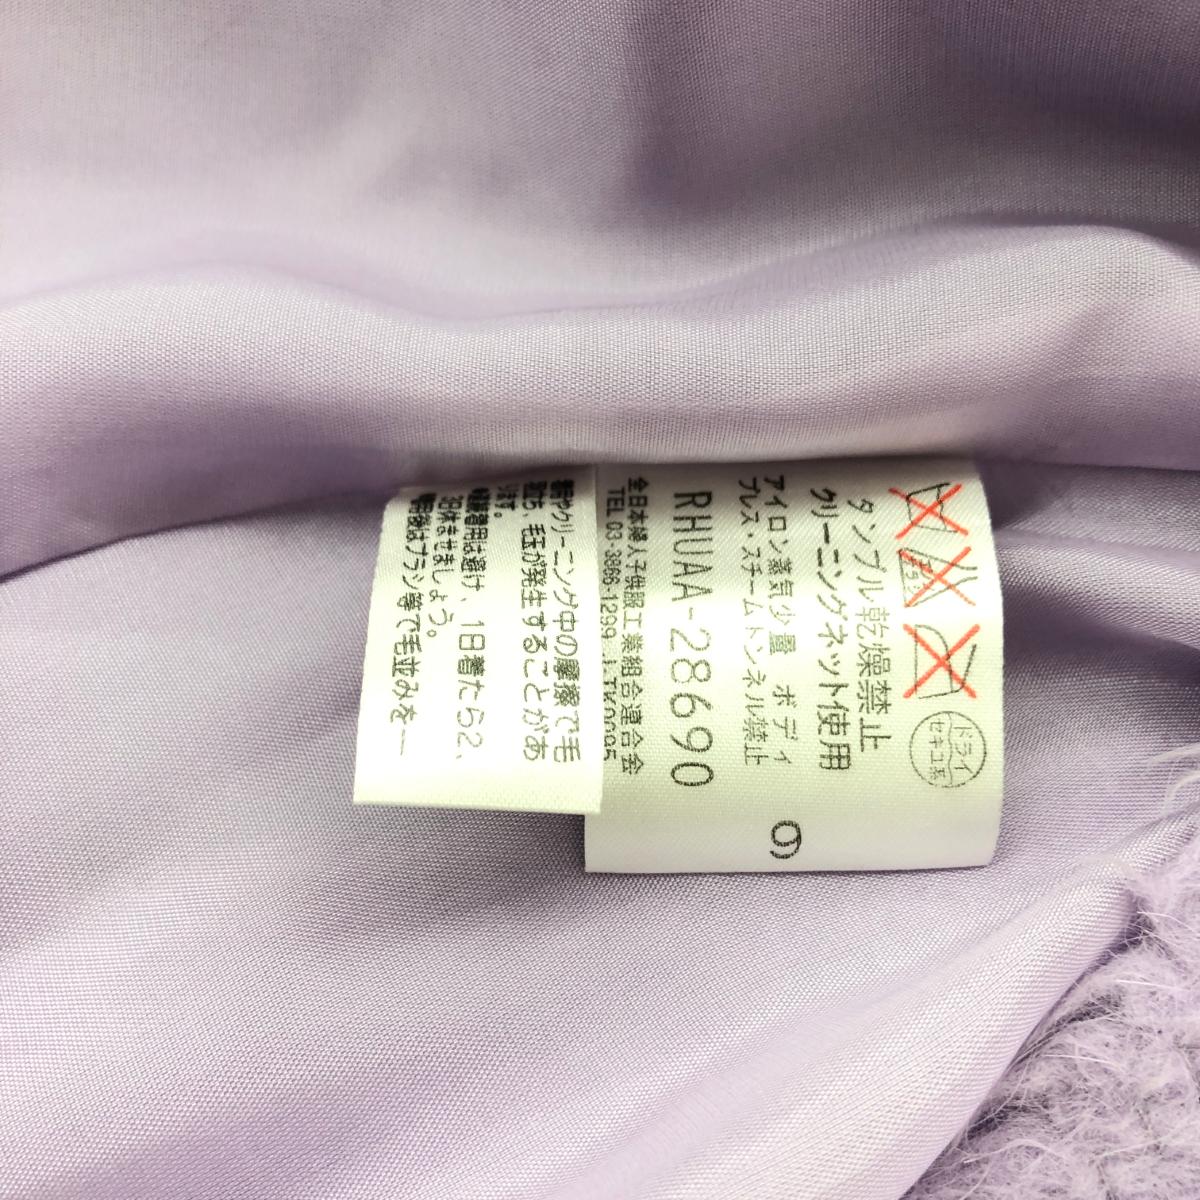 ドライ
セキユ系
タンブル乾燥禁止
クリーニングネット使用
アイロン蒸気少量 ボディ
プレス・スチームトンネル禁止
9
RHUAA-28690
全日本婦人子供服工業組合連合会
TEL 03-3866-1299
着用やクリーニング中の摩擦で毛
羽立ち 毛玉が発生することがあ
ります。
着用は避け、1日着たら2、
3日休ませましょう。
ブラシ等で毛並みを一